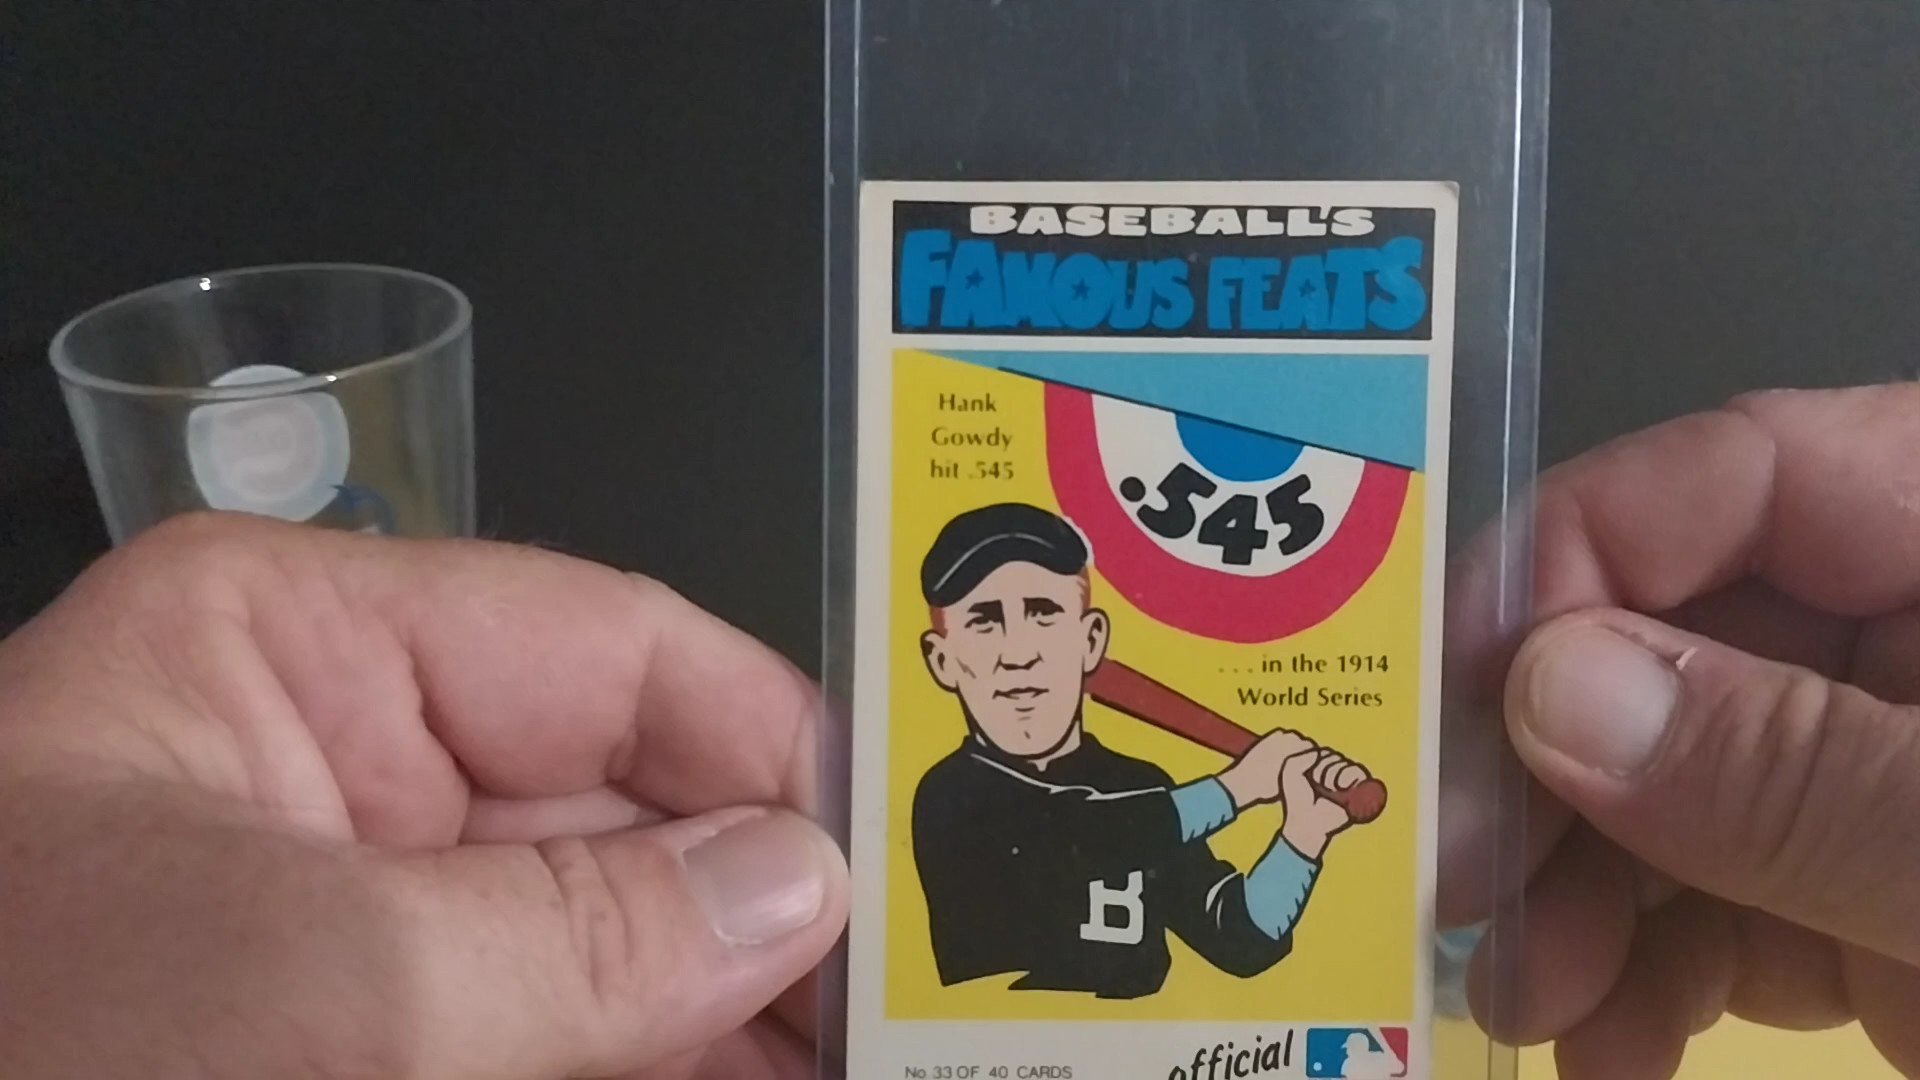 BASEBALL'S
FAMOUS FEATS
Hank
Gowdy
hit .545
.545
...in the 1914
World Series
B
No. 33 OF 40 CARDS
official